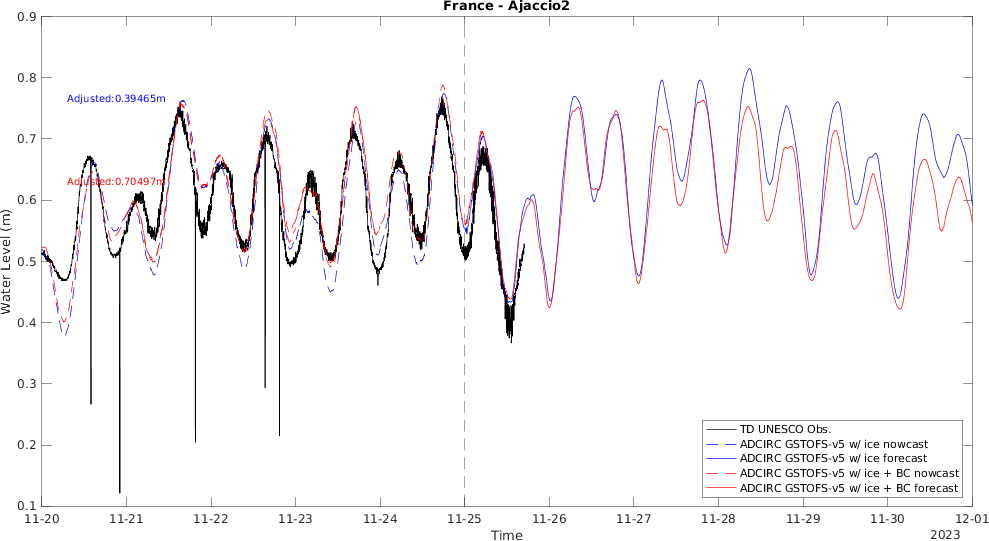 France - Ajaccio2
0.9
0.8
0.7
0.6
0.5
0.4
0.3
0.2
0.1
Water Level (m)
Adjusted:0.39465m
Adjusted:0.70497m
TD UNESCO Obs.
ADCIRC GSTOFS-v5 w/ ice nowcast
ADCIRC GSTOFS-v5 w/ ice forecast
ADCIRC GSTOFS-v5 w/ ice + BC nowcast
ADCIRC GSTOFS-v5 w/ ice + BC forecast
11-20 11-21 11-22 11-23 11-24 11-25 11-26 11-27 11-28 11-29 11-30 12-01
Time
2023